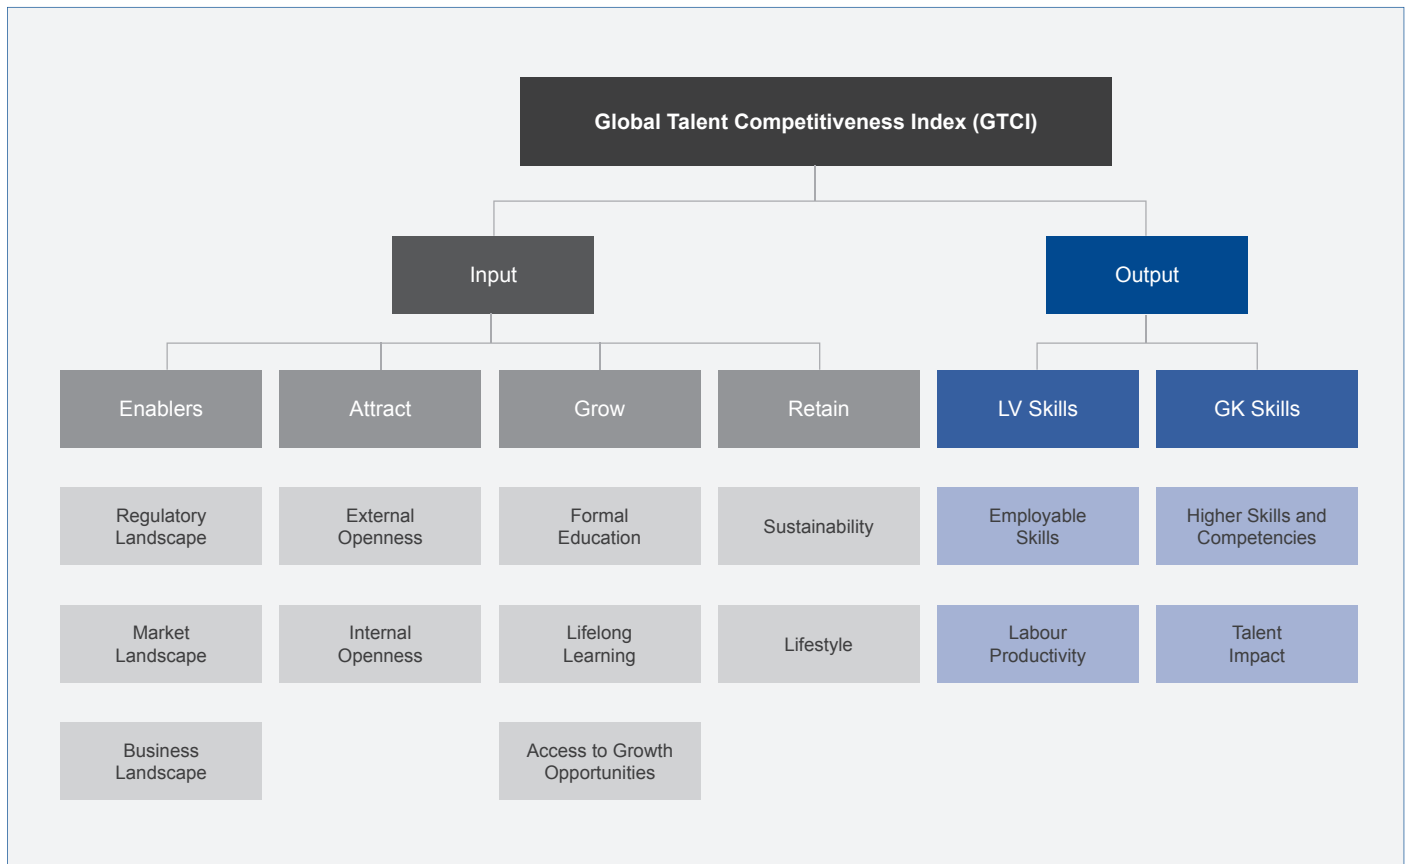 Global Talent Competitiveness Index (GTCI)
Input
Output
Enablers
Attract
Grow
Retain
LV Skills
GK Skills
Regulatory
Landscape
External
Openness
Formal
Education
Sustainability
Employable
Skills
Higher Skills and
Competencies
Market
Landscape
Internal
Openness
Lifelong
Learning
Lifestyle
Labour
Productivity
Talent
Impact
Business
Landscape
Access to Growth
Opportunities